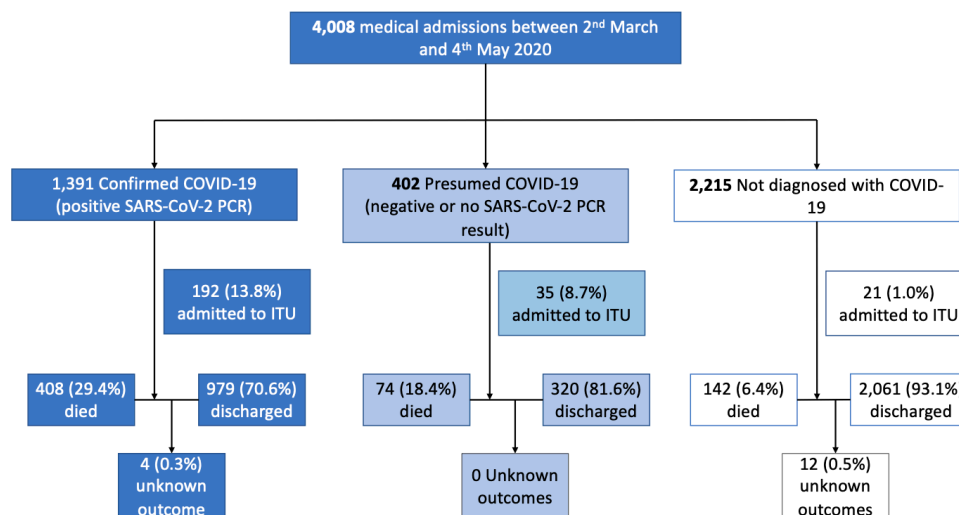 4,008 medical admissions between 2nd March
and 4th May 2020
1,391 Confirmed COVID-19
(positive SARS-CoV-2 PCR)
402 Presumed COVID-19
(negative or no SARS-CoV-2 PCR
result)
2,215 Not diagnosed with COVID-
19
192 (13.8%)
admitted to ITU
35 (8.7%)
admitted to ITU
21 (1.0%)
admitted to ITU
408 (29.4%)
died
979 (70.6%)
discharged
74 (18.4%)
died
320 (81.6%)
discharged
142 (6.4%)
died
2,061 (93.1%)
discharged
4 (0.3%)
unknown
outcome
0 Unknown
outcomes
12 (0.5%)
unknown
outcomes